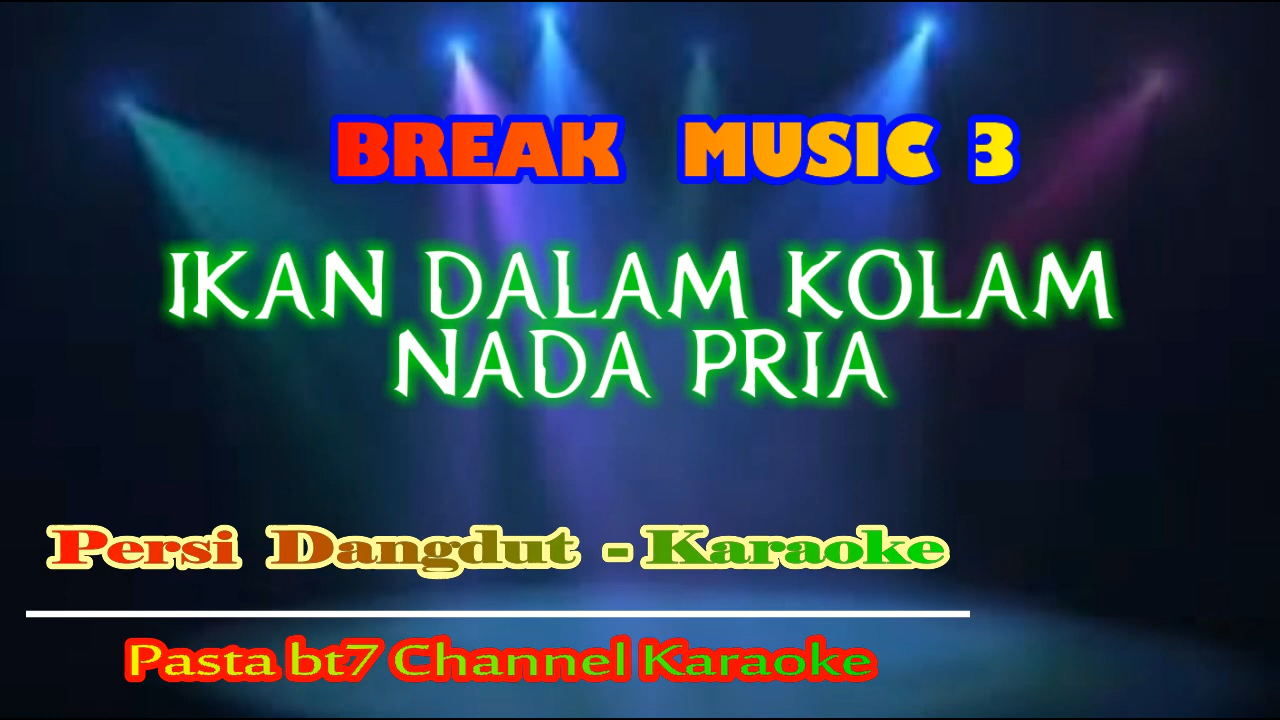 BREAK MUSIC 3
IKAN DALAM KOLAM
NADA PRIA
Persi Dangdut - Karaoke
Pasta bt7 Channel Karaoke